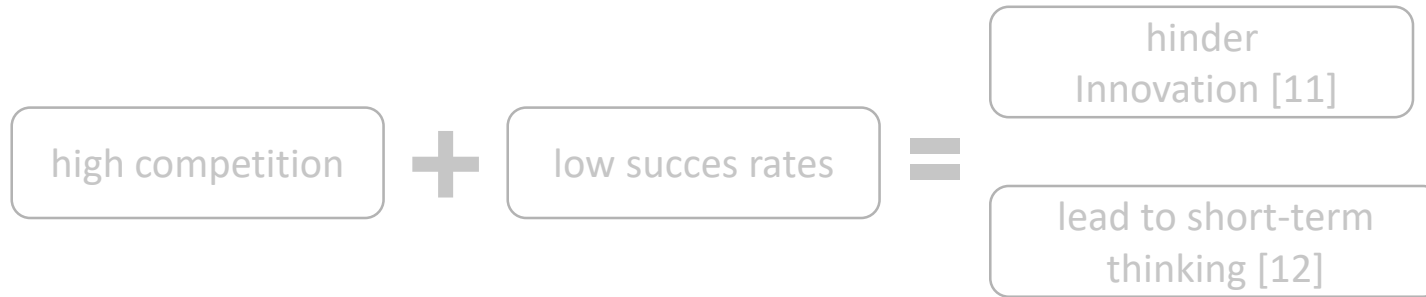 high competition
+
low succes rates
=
hinder
Innovation [11]
lead to short-term
thinking [12]